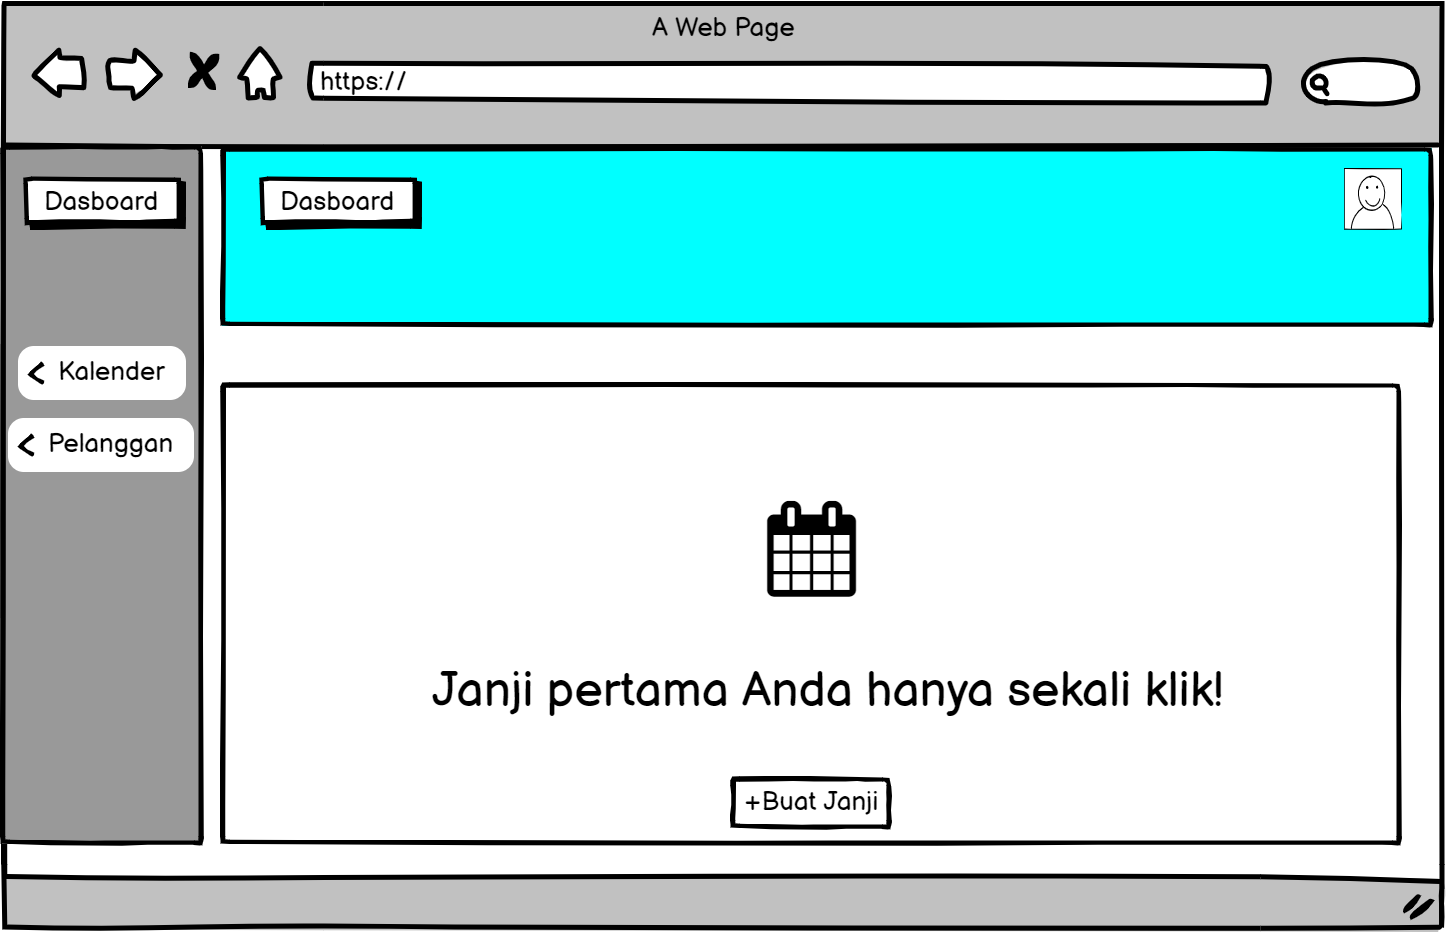 A Web Page
https://
Dasboard
Dasboard
Kalender
Pelanggan
Janji pertama Anda hanya sekali klik!
+Buat Janji